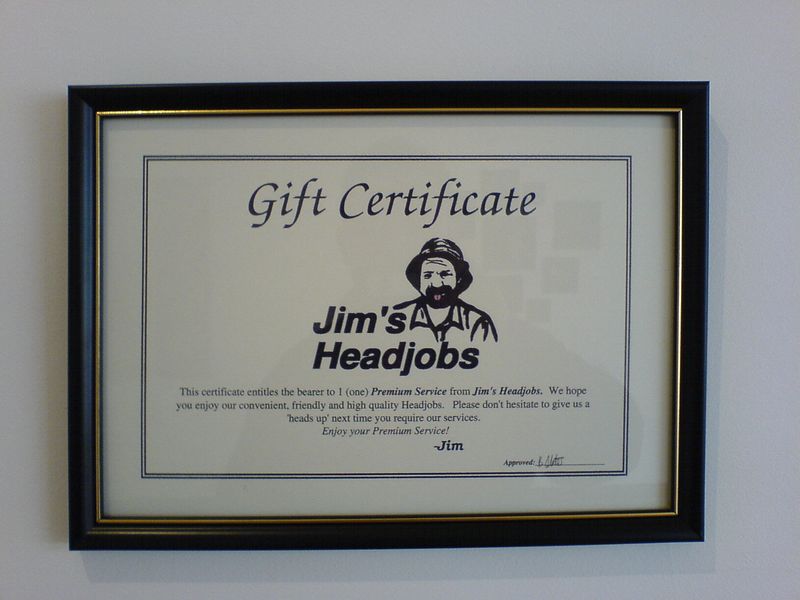 Gift Certificate
Jim's
Headjobs
This certificate entitles the bearer to 1 (one) Premium Service from Jim's Headjobs. We hope
you enjoy our convenient, friendly and high quality Headjobs. Please don't hesitate to give us a
'heads up' next time you require our services.
Enjoy your Premium Service!
-Jim
Approved: